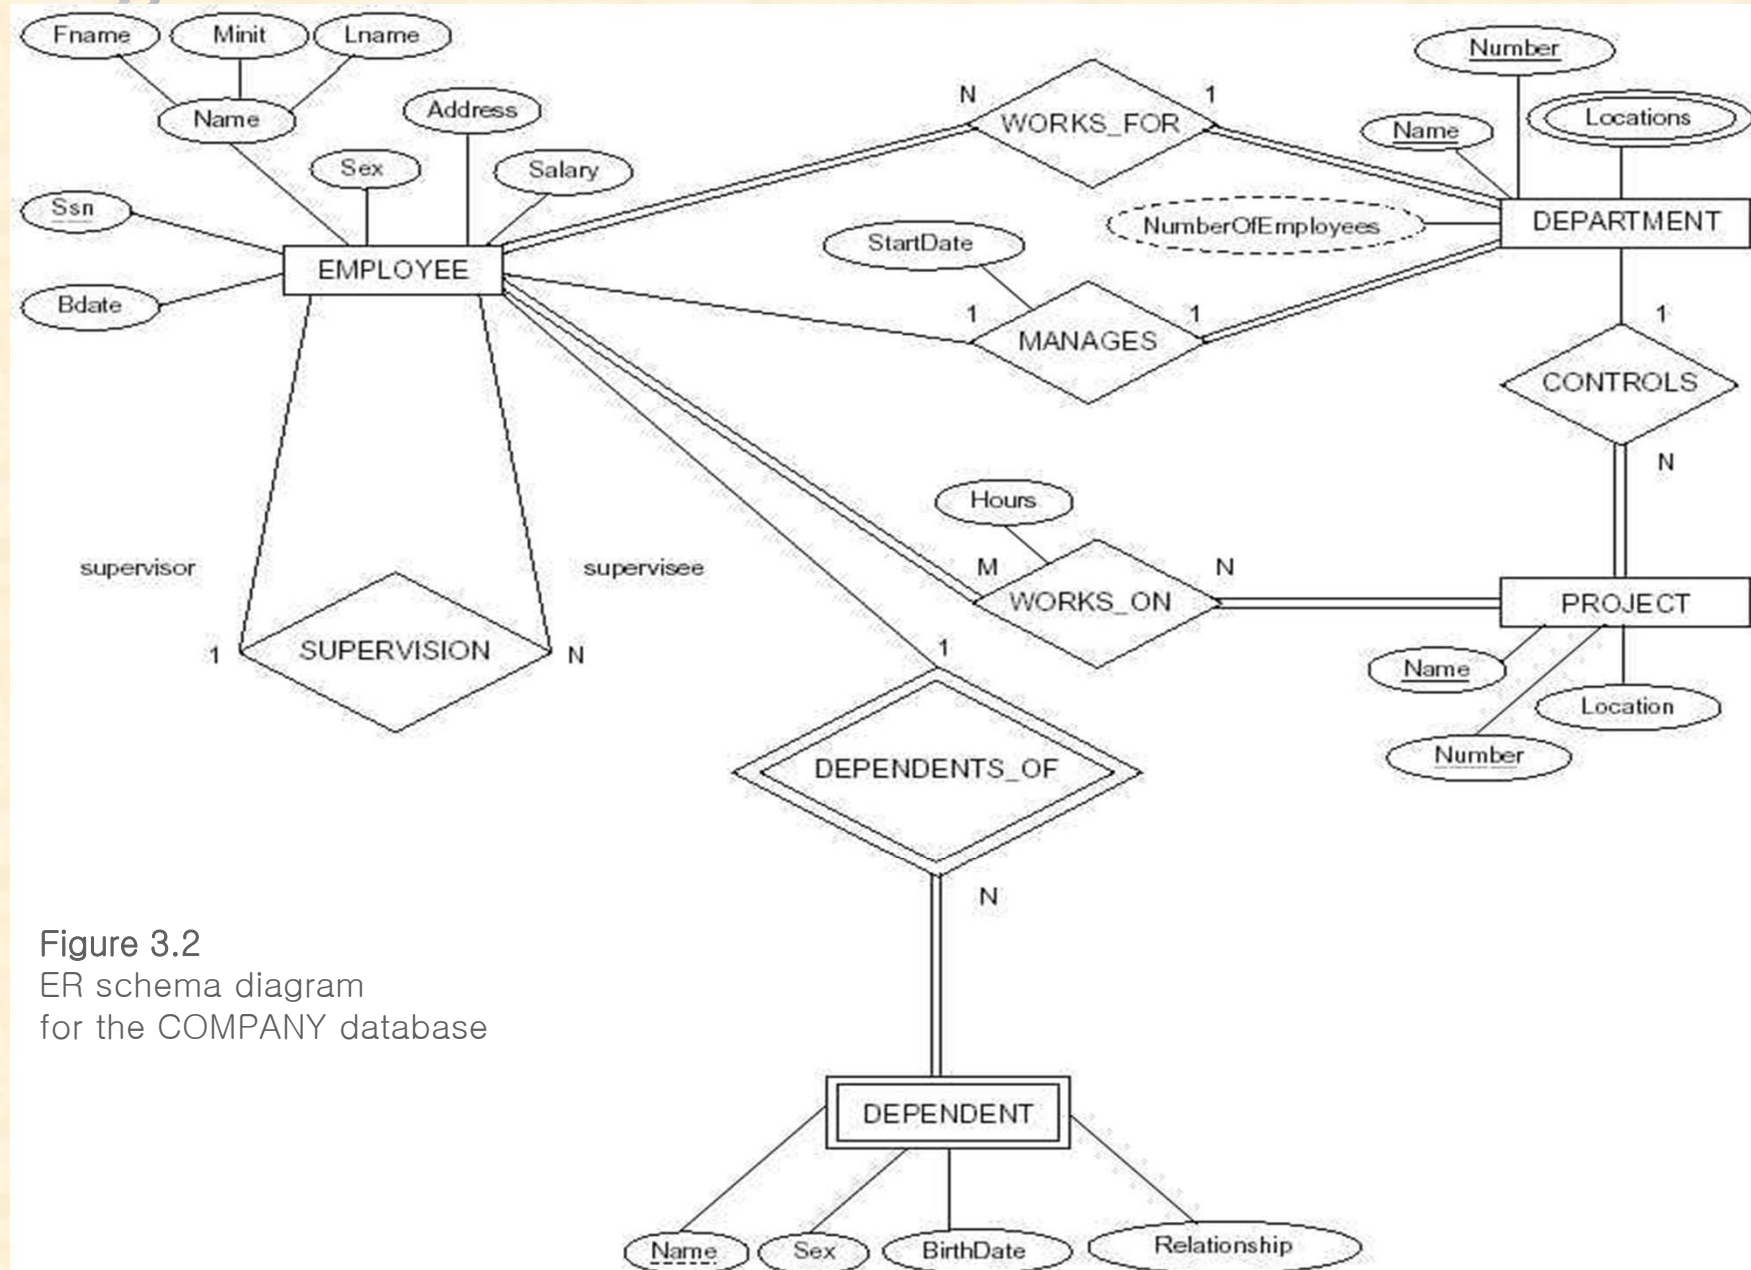 Fname
Minit
Lname
Number
Name
Address
Locations
Name
Sex
Salary
Ssn
N
1
WORKS_FOR
NumberOfEmployees
DEPARTMENT
StartDate
EMPLOYEE
Bdate
1
1
MANAGES
1
CONTROLS
N
Hours
supervisor
supervisee
M
N
WORKS_ON
PROJECT
1
SUPERVISION
N
1
Name
Location
Number
DEPENDENTS_OF
N
Figure 3.2
ER schema diagram
for the COMPANY database
DEPENDENT
Name
Sex
BirthDate
Relationship